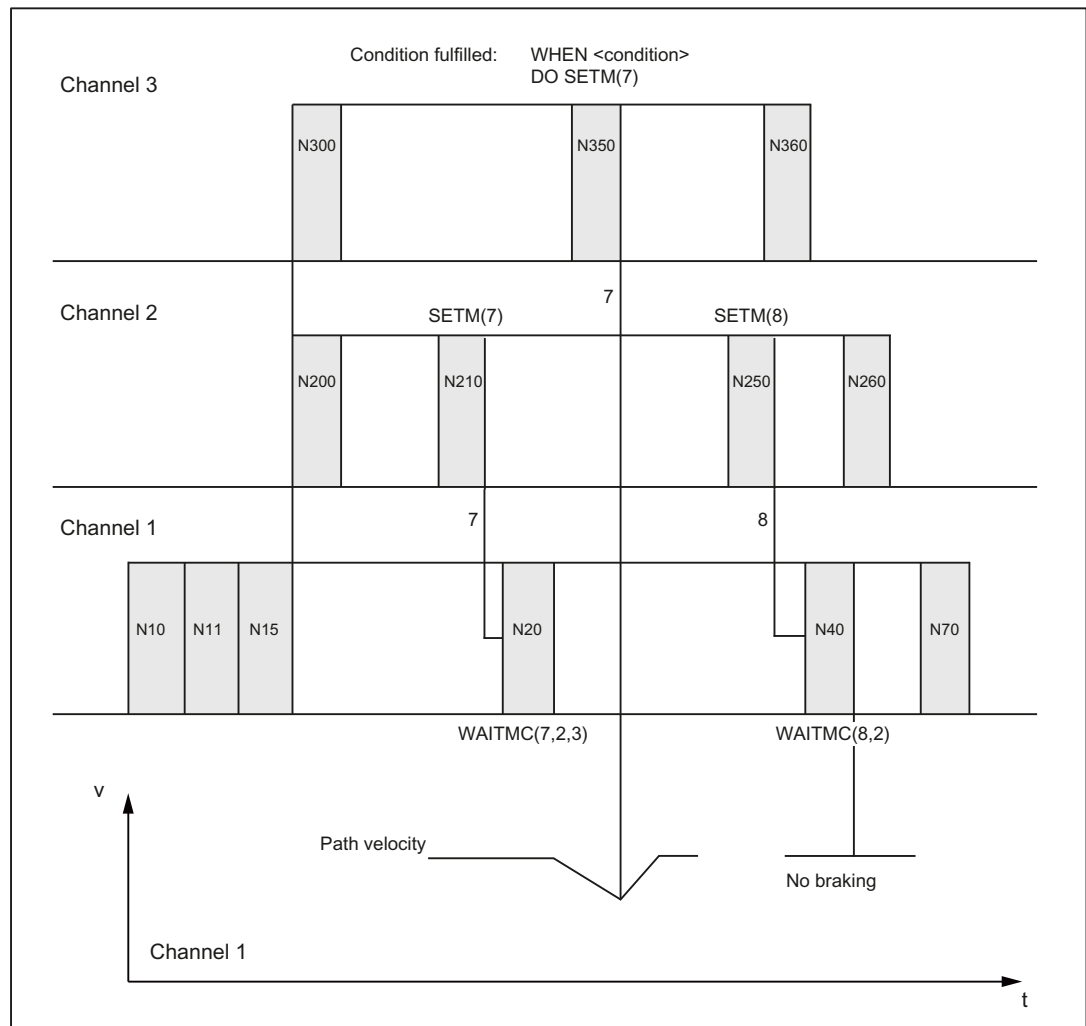 Condition fulfilled: WHEN <condition>
DO SETM(7)
Channel 3
N300 N350 N360
7
Channel 2
SETM(7) SETM(8)
N200 N210 N250 N260
7 8
Channel 1
N10 N11 N15 N20 N40 N70
WAITMC(7,2,3) WAITMC(8,2)
v
Path velocity
No braking
Channel 1
t